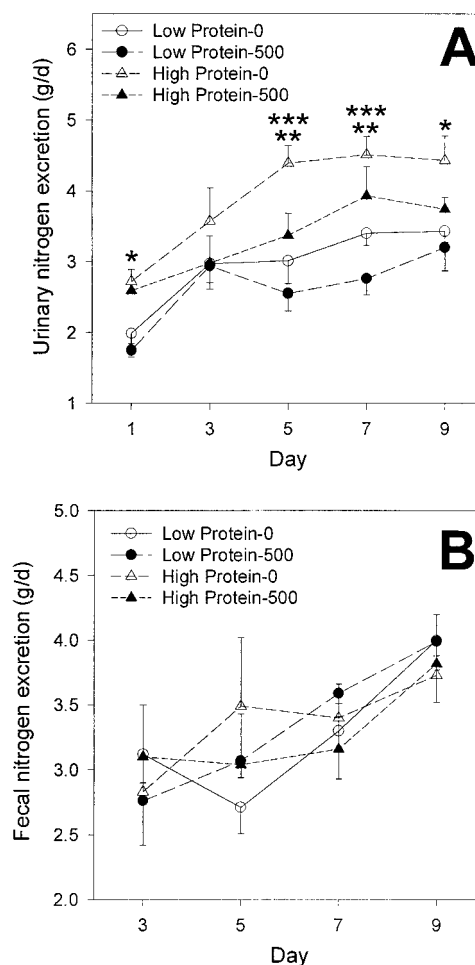 A
Low Protein-0
Low Protein-500
High Protein-0
High Protein-500
Urinary nitrogen excretion (g/d)
7
6
5
4
3
2
1
*
***
**
***
**
*
1 3 5 7 9
Day
B
Low Protein-0
Low Protein-500
High Protein-0
High Protein-500
Fecal nitrogen excretion (g/d)
5.0
4.5
4.0
3.5
3.0
2.5
2.0
3 5 7 9
Day